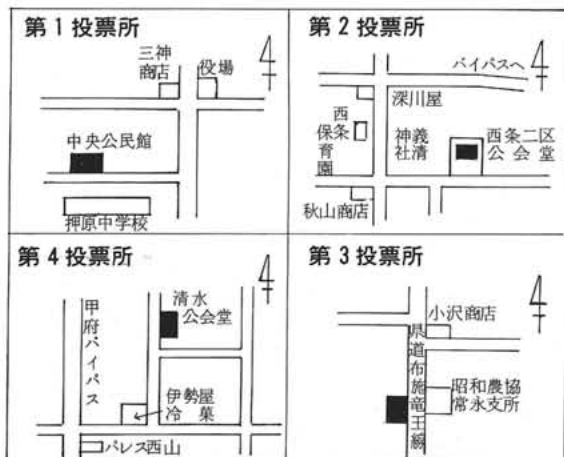 第1投票所
三神
商店
役場
中央公民館
押原中学校
第2投票所
バイパスへ
深川屋
西条保育園
義清神社
西条二区
公会堂
秋山商店
第4投票所
清水
公会堂
甲府バイパス
伊勢屋
冷菓
パレス西山
第3投票所
小沢商店
県道布施竜王線
昭和農協
常永支所